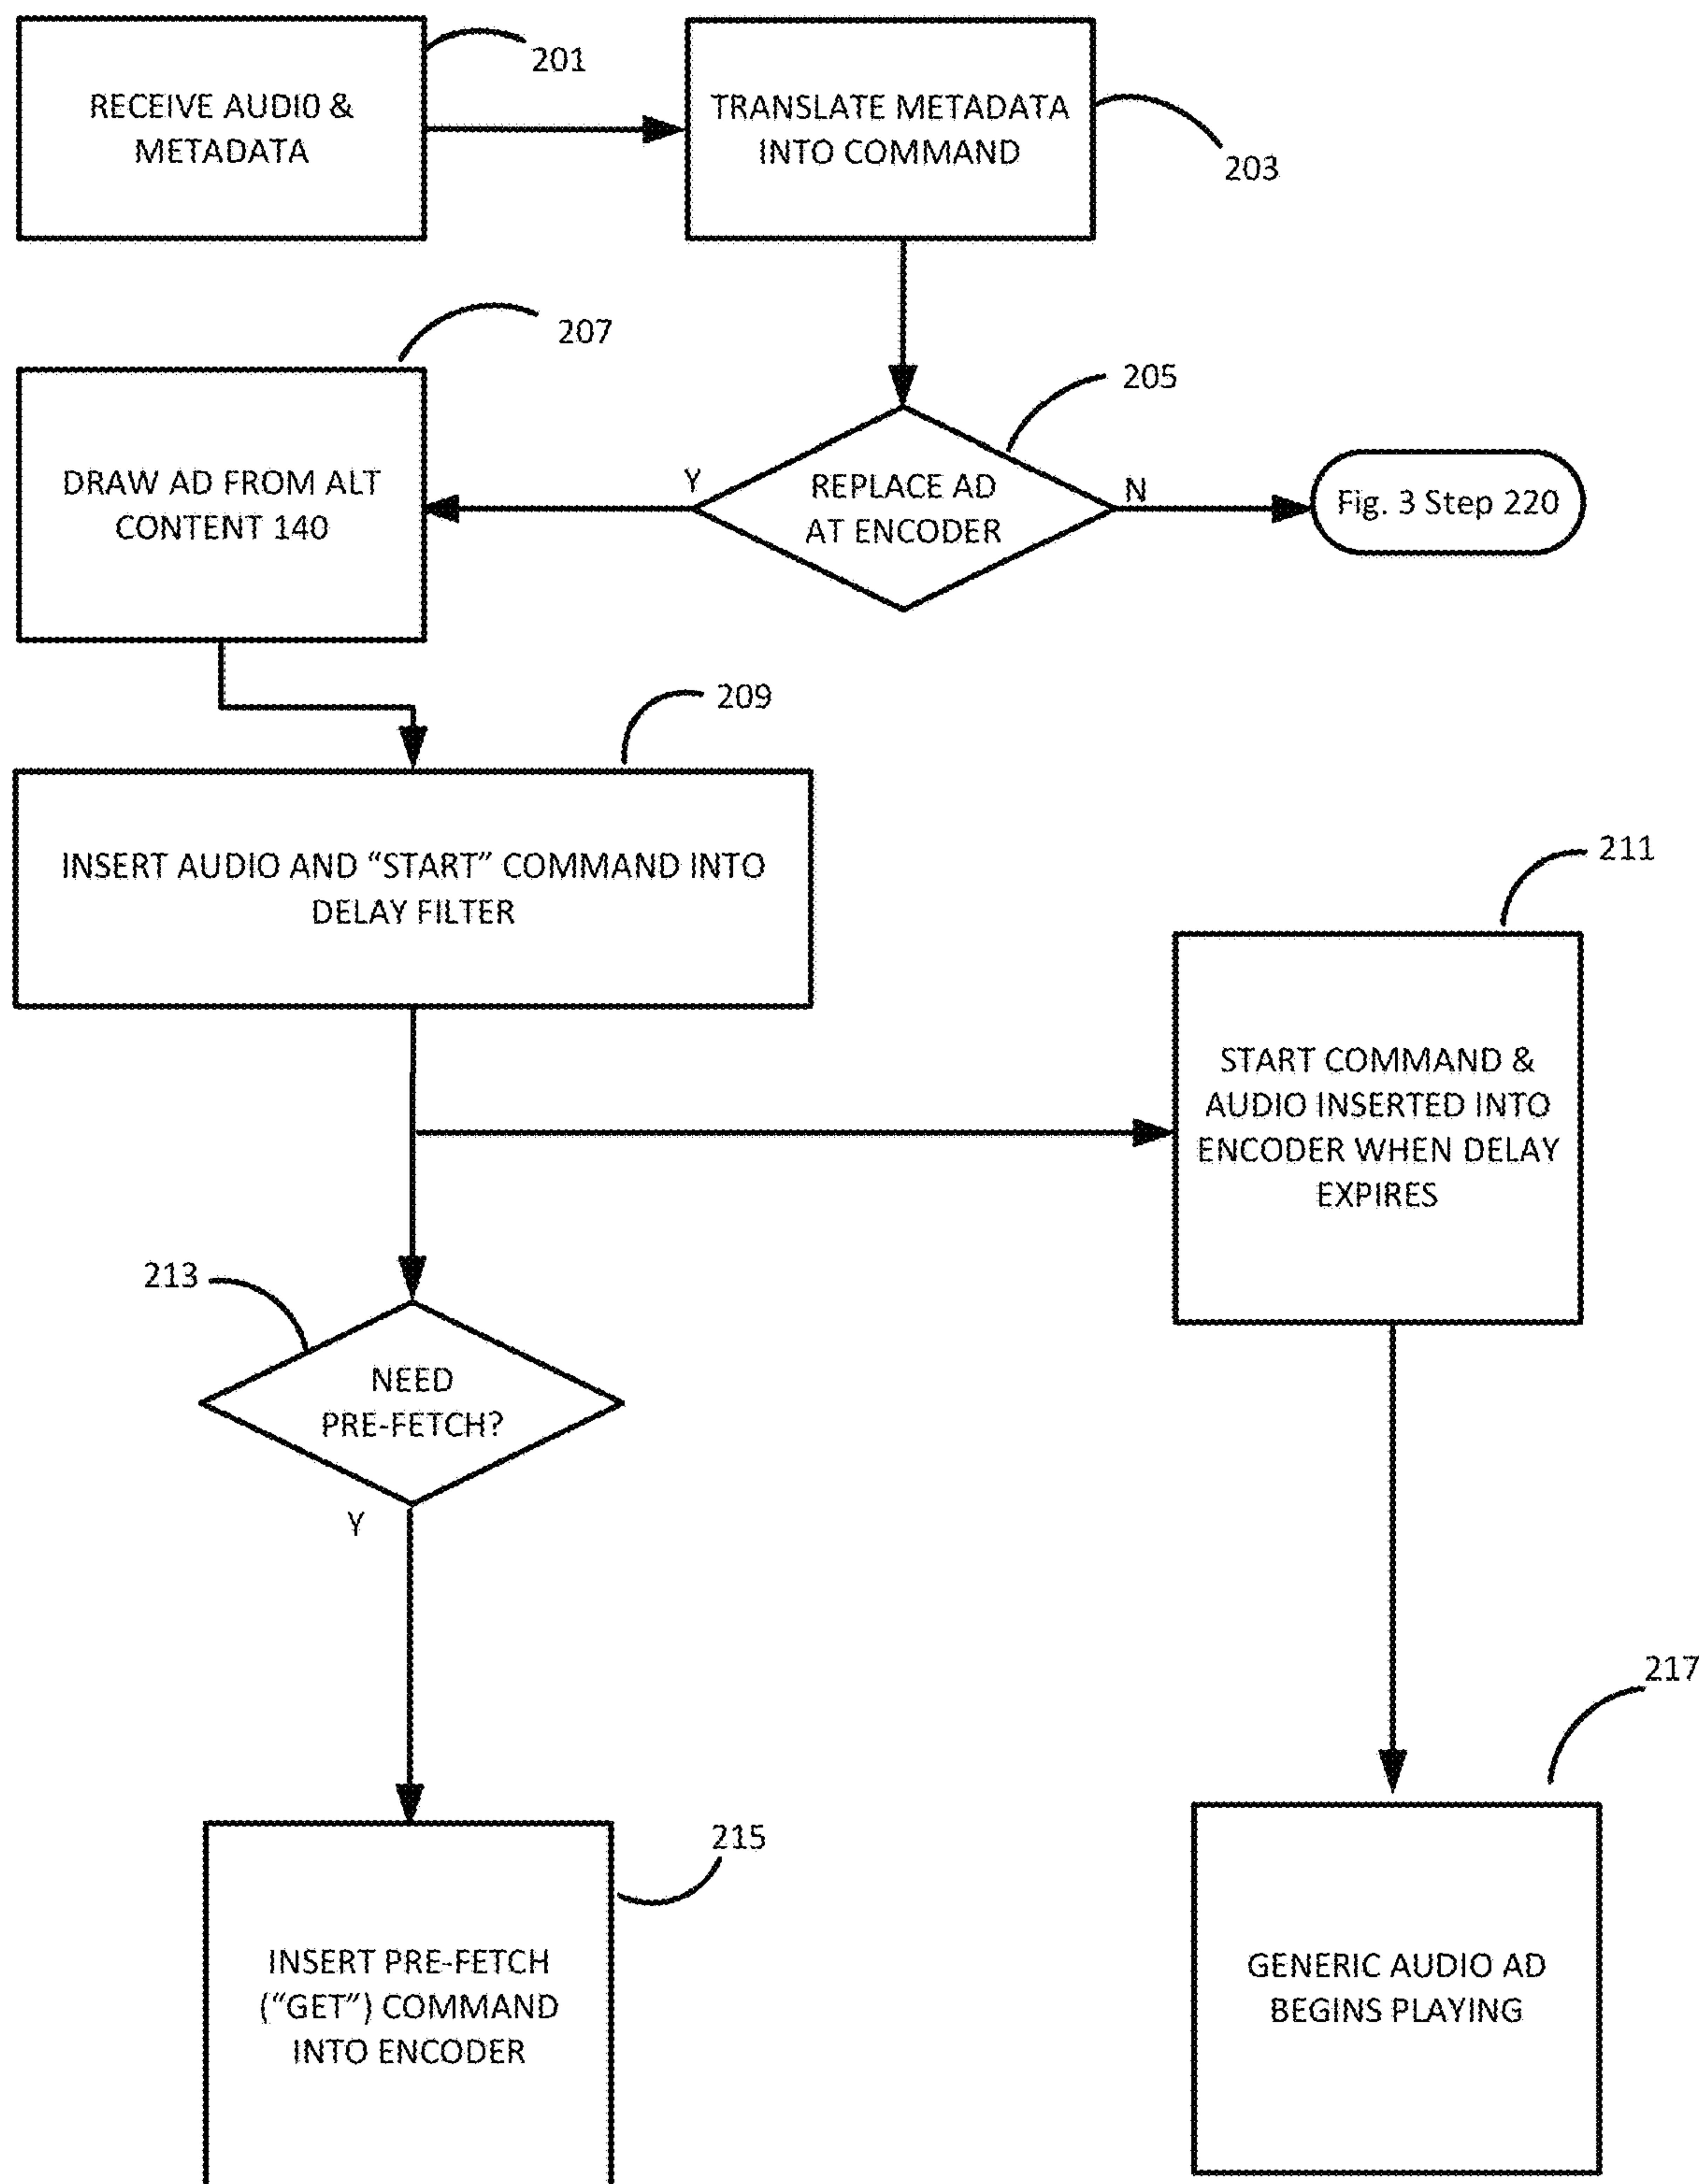 201
RECEIVE AUDIO &
METADATA
TRANSLATE METADATA
INTO COMMAND
203
207
205
DRAW AD FROM ALT
CONTENT 140
Y
REPLACE AD
AT ENCODER
N
Fig. 3 Step 220
209
INSERT AUDIO AND “START” COMMAND INTO
DELAY FILTER
211
START COMMAND &
AUDIO INSERTED INTO
ENCODER WHEN DELAY
EXPIRES
213
NEED
PRE-FETCH?
Y
217
215
INSERT PRE-FETCH
(“GET”) COMMAND
INTO ENCODER
GENERIC AUDIO AD
BEGINS PLAYING